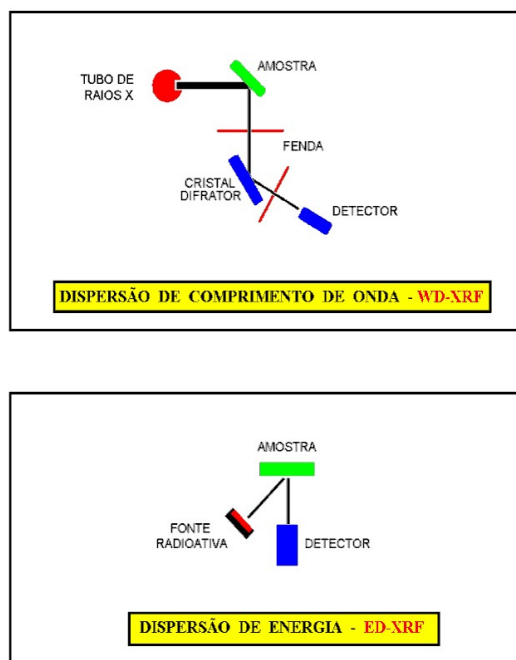 TUBO DE
RAIOS X
AMOSTRA
FENDA
CRISTAL
DIFRATOR
DETECTOR
DISPERSÃO DE COMPRIMENTO DE ONDA - WD-XRF
AMOSTRA
FONTE
RADIOATIVA
DETECTOR
DISPERSÃO DE ENERGIA - ED-XRF